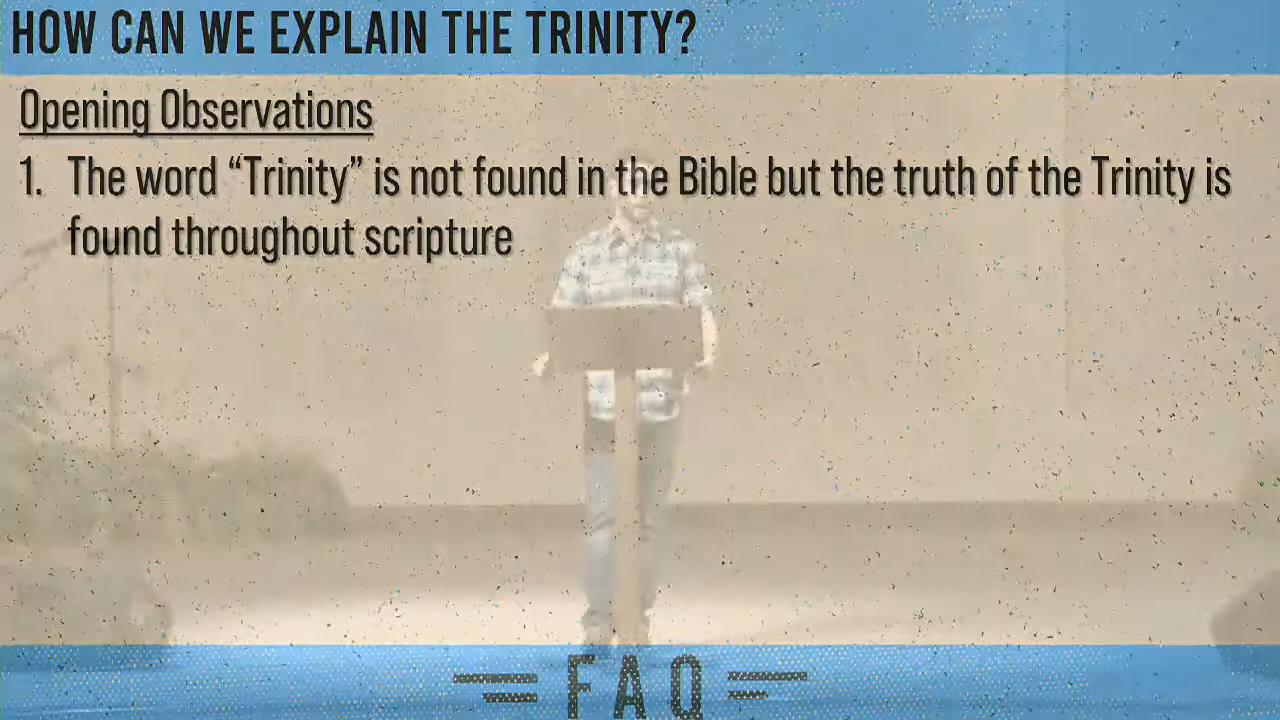 HOW CAN WE EXPLAIN THE TRINITY?
Opening Observations
1. The word “Trinity” is not found in the Bible but the truth of the Trinity is
found throughout scripture
FAQ